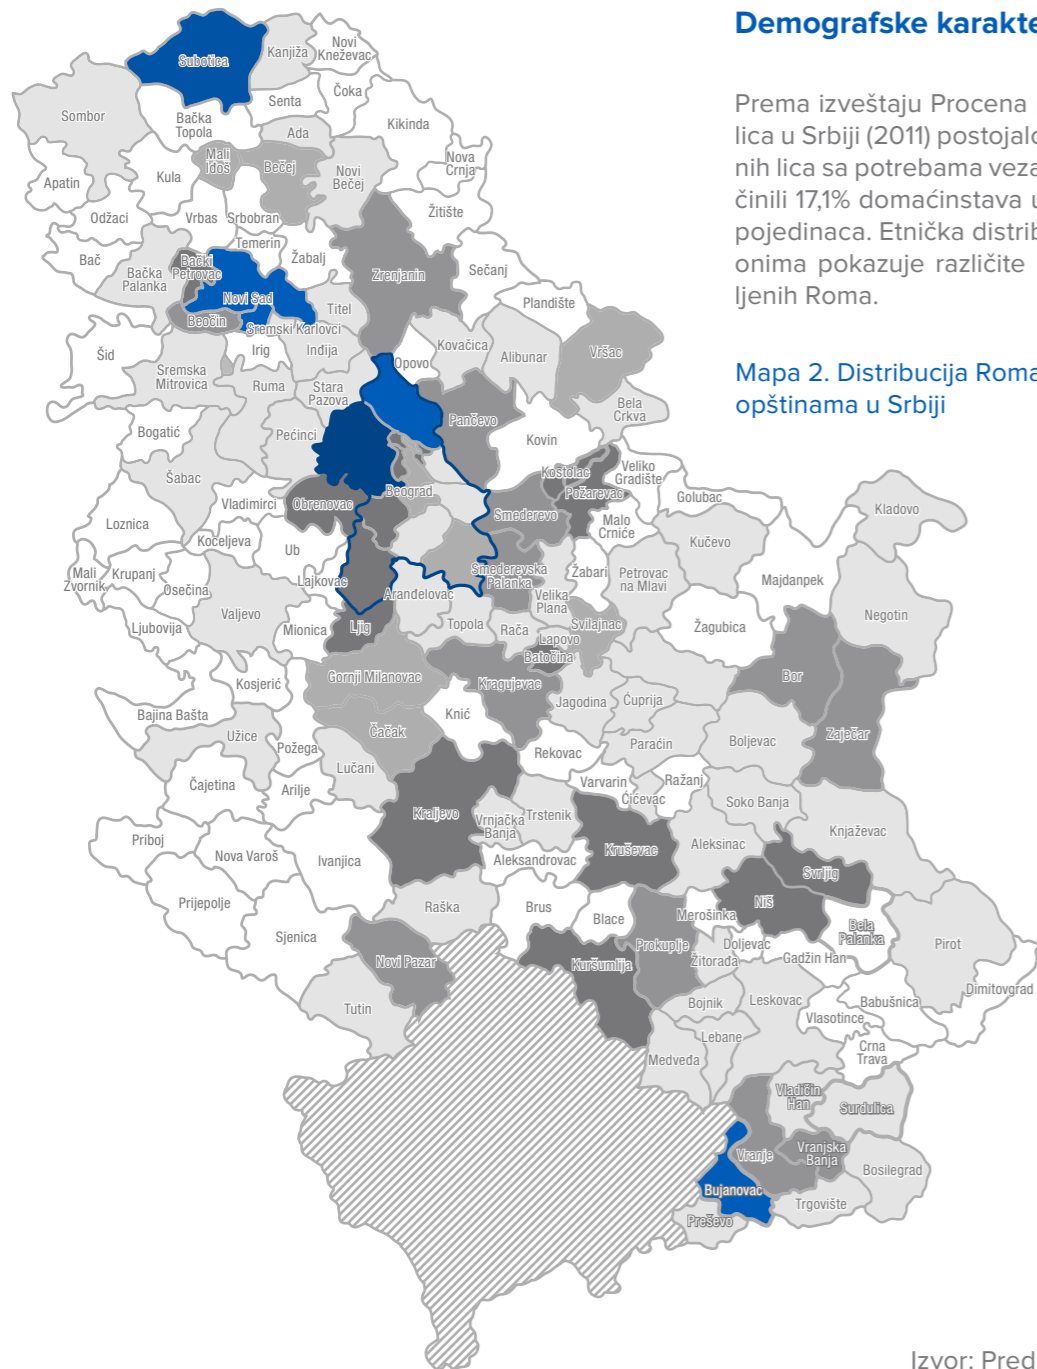 Demografske karakte
Prema izveštaju Procena
lica u Srbiji (2011) postojalo
nih lica sa potrebama veza
činili 17,1% domaćinstava u
pojedinaca. Etnička distrib
onima pokazuje različite
ljenih Roma.
Mapa 2. Distribucija Roma
opštinama u Srbiji
Subotica
Kanjiža
Novi
Kneževac
Sombor
Bačka
Topola
Senta
Čoka
Kikinda
Ada
Mali
Iđoš
Bečej
Novi
Bečej
Nova
Crnja
Apatin
Kula
Odžaci
Vrbas
Srbobran
Žitište
Bač
Bačka
Palanka
Bački
Petrovac
Temerin
Žabalj
Zrenjanin
Sečanj
Novi Sad
Beočin
Sremski Karlovci
Titel
Plandište
Šid
Irig
Inđija
Opovo
Kovačica
Alibunar
Vršac
Sremska
Mitrovica
Ruma
Stara
Pazova
Pančevo
Bela
Crkva
Bogatić
Pećinci
Kovin
Šabac
Beograd
Kostolac
Veliko
Gradište
Vladimirci
Obrenovac
Požarevac
Golubac
Loznica
Smederevo
Malo
Crniće
Kladovo
Koceljeva
Ub
Kučevo
Mali
Zvornik
Krupanj
Osečina
Lajkovac
Smederevska
Palanka
Žabari
Petrovac
na Mlavi
Majdanpek
Ljubovija
Valjevo
Aranđelovac
Velika
Plana
Negotin
Mionica
Ljig
Topola
Rača
Svilajnac
Žagubica
Lapovo
Batočina
Gornji Milanovac
Kragujevac
Bor
Kosjerić
Knić
Jagodina
Ćuprija
Bajina Bašta
Čačak
Zaječar
Užice
Požega
Lučani
Rekovac
Paraćin
Boljevac
Čajetina
Arilje
Varvarin
Ražanj
Ćićevac
Soko Banja
Kraljevo
Vrnjačka
Banja
Trstenik
Knjaževac
Priboj
Nova Varoš
Ivanjica
Aleksandrovac
Kruševac
Aleksinac
Svrljig
Prijepolje
Raška
Brus
Blace
Merošinka
Niš
Sjenica
Prokuplje
Doljevac
Bela
Palanka
Pirot
Novi Pazar
Kuršumlija
Žitorađa
Gadžin Han
Dimitovgrad
Tutin
Bojnik
Leskovac
Babušnica
Vlasotince
Medveđa
Lebane
Crna
Trava
Vladičin
Han
Surdulica
Vranje
Vranjska
Banja
Bosilegrad
Bujanovac
Trgovište
Preševo
Izvor: Pred